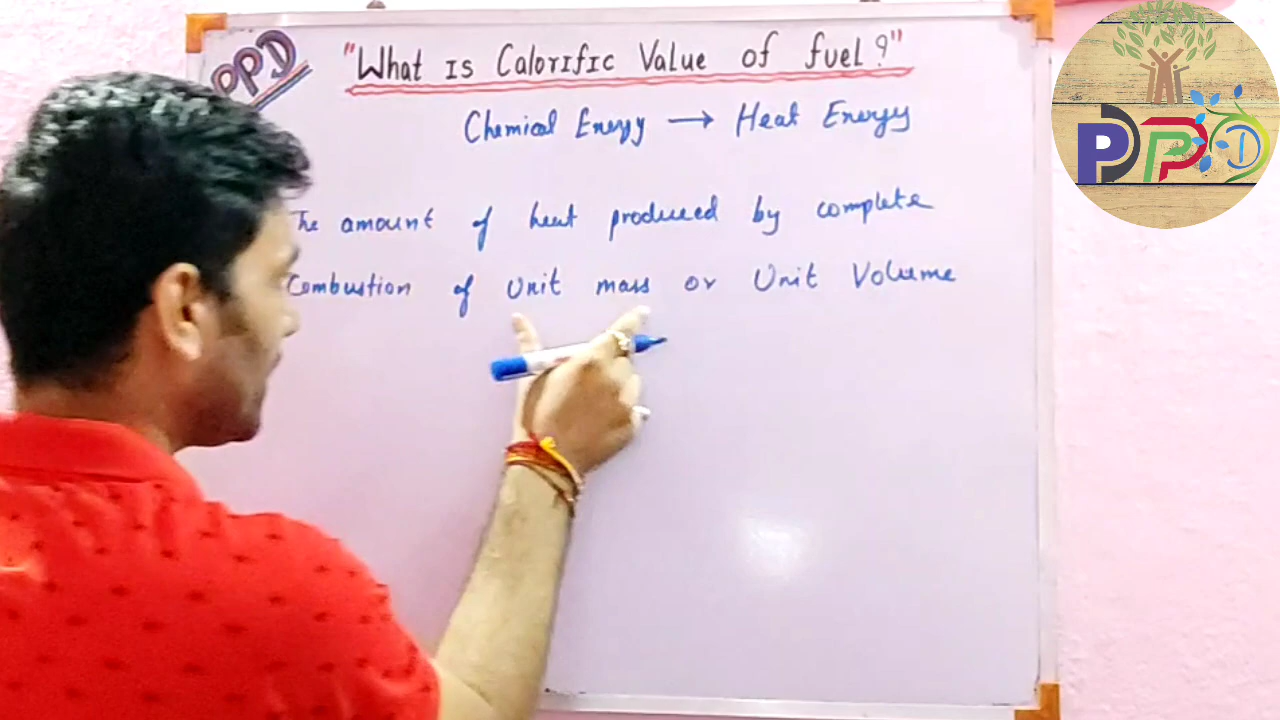 PPD
"What is Calorific Value of fuel?"
Chemical Energy → Heat Energy
The amount of heat produced by complete
Combustion of Unit mass or Unit Volume
PPD